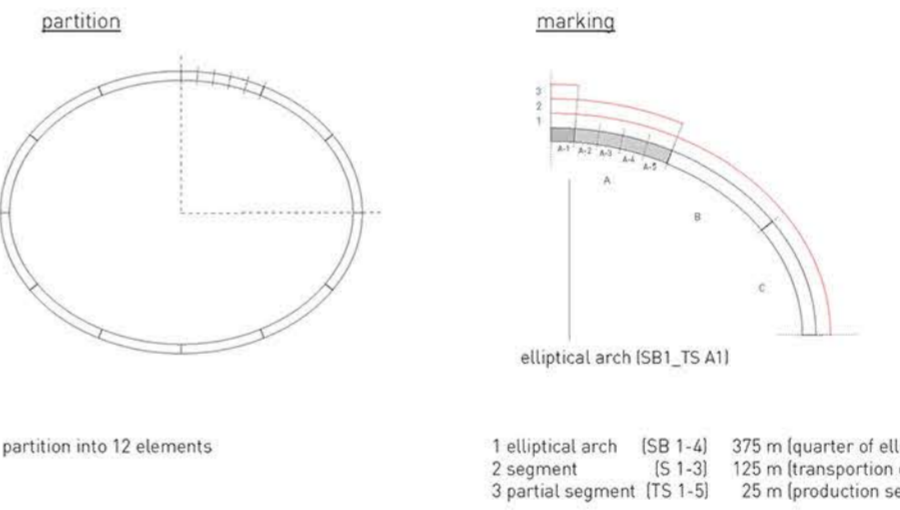 partition
marking
3
2
1
A-1 A-2 A-3 A-4 A-5
A
B
C
elliptical arch (SB1_TS A1)
partition into 12 elements
1 elliptical arch (SB 1-4) 375 m (quarter of ell
2 segment (S 1-3) 125 m (transportion
3 partial segment (TS 1-5) 25 m (production se